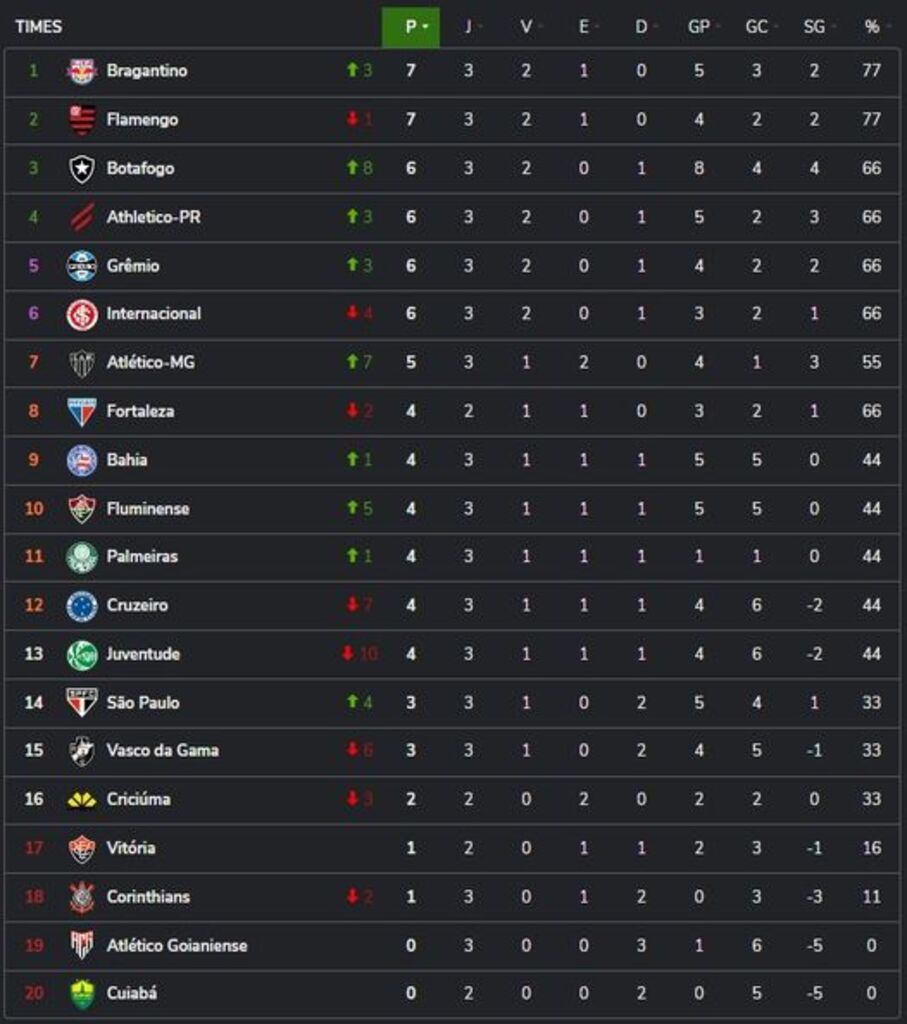 TIMES P J V E D GP GC SG %
1 Bragantino 3 7 3 2 1 0 5 3 2 77
2 Flamengo 1 7 3 2 1 0 4 2 2 77
3 Botafogo 8 6 3 2 0 1 8 4 4 66
4 Athletico-PR 3 6 3 2 0 1 5 2 3 66
5 Grêmio 3 6 3 2 0 1 4 2 2 66
6 Internacional 4 6 3 2 0 1 3 2 1 66
7 Atlético-MG 7 5 3 1 2 0 4 1 3 55
8 Fortaleza 2 4 2 1 1 0 3 2 1 66
9 Bahia 1 4 3 1 1 1 5 5 0 44
10 Fluminense 5 4 3 1 1 1 5 5 0 44
11 Palmeiras 1 4 3 1 1 1 1 1 0 44
12 Cruzeiro 7 4 3 1 1 1 4 6 -2 44
13 Juventude 10 4 3 1 1 1 4 6 -2 44
14 São Paulo 4 3 3 1 0 2 5 4 1 33
15 Vasco da Gama 6 3 3 1 0 2 4 5 -1 33
16 Criciúma 3 2 2 0 2 0 2 2 0 33
17 Vitória 1 2 0 1 1 2 3 -1 16
18 Corinthians 2 1 3 0 1 2 0 3 -3 11
19 Atlético Goianiense 0 3 0 0 3 1 6 -5 0
20 Cuiabá 0 2 0 0 2 0 5 -5 0